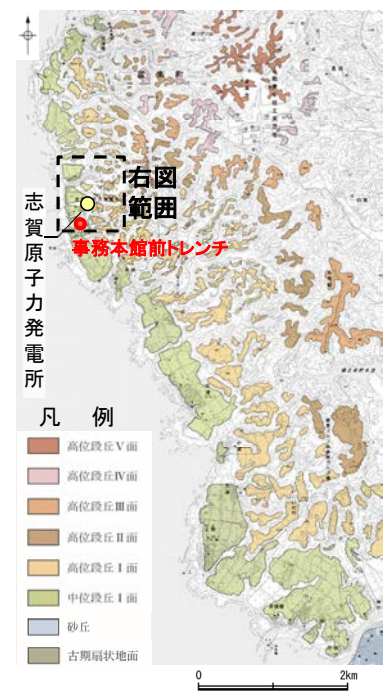 右図
範囲
志賀原子力発電所
事務本館前トレンチ
凡 例
高位段丘Ⅴ面
高位段丘Ⅳ面
高位段丘Ⅲ面
高位段丘Ⅱ面
高位段丘Ⅰ面
中位段丘Ⅰ面
砂丘
古期扇状地面
0 2km